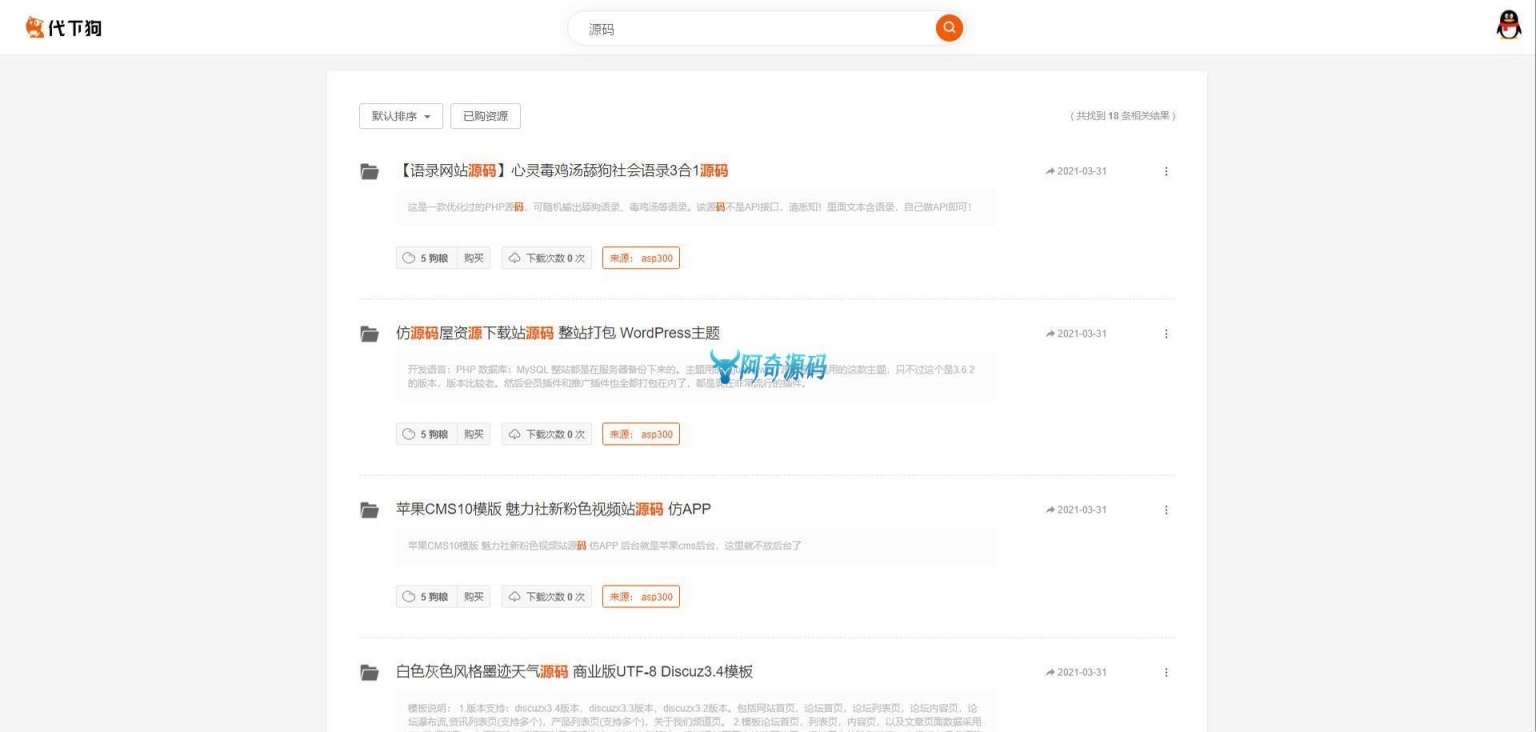 代下狗
源码
默认排序
已购资源
( 共找到 18 条相关结果 )
【语录网站源码】心灵毒鸡汤舔狗社会语录3合1源码
2021-03-31
这是一款优化过的PHP源码，可随机输出舔狗语录、毒鸡汤等语录。该源码不是API接口，请悉知！里面文本含语录，自己做API即可！
5 狗粮 购买 下载次数 0 次 来源： asp300
仿源码屋资源下载站源码 整站打包 WordPress主题
2021-03-31
阿奇源码
开发语言：PHP 数据库：MySQL 整站都是在服务器备份下来的。主题用 用的这款主题，只不过这个是3.6.2
的版本，版本比较老。然后会员插件和推广插件也全都打包在内了，都是现在非常流行的插件。
5 狗粮 购买 下载次数 0 次 来源： asp300
苹果CMS10模版 魅力社新粉色视频站源码 仿APP
2021-03-31
苹果CMS10模版 魅力社新粉色视频站源码 仿APP 后台就是苹果cms后台，这里就不放后台了
5 狗粮 购买 下载次数 0 次 来源： asp300
白色灰色风格墨迹天气源码 商业版UTF-8 Discuz3.4模板
2021-03-31
模板说明： 1.版本支持：discuzx3.4版本，discuzx3.3版本，discuzx3.2版本。包括网站首页，论坛首页，论坛列表页，论坛内容页，论
坛瀑布流,资讯列表页(支持多个)，产品列表页(支持多个)，关于我们频道页。 2.模板论坛首页，列表页，内容页，以及文章页面数据采用